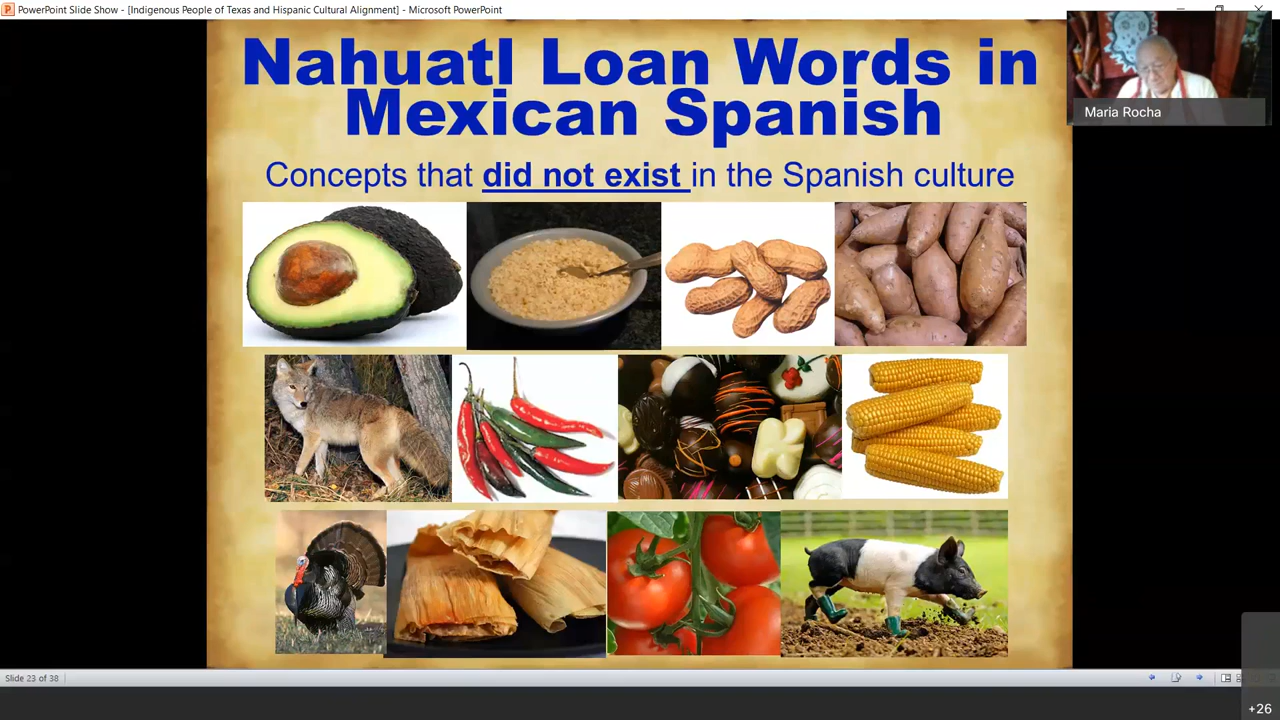 PowerPoint Slide Show - [Indigenous People of Texas and Hispanic Cultural Alignment] - Microsoft PowerPoint
Nahuatl Loan Words in
Mexican Spanish
Concepts that did not exist in the Spanish culture
Maria Rocha
Slide 23 of 38
+26